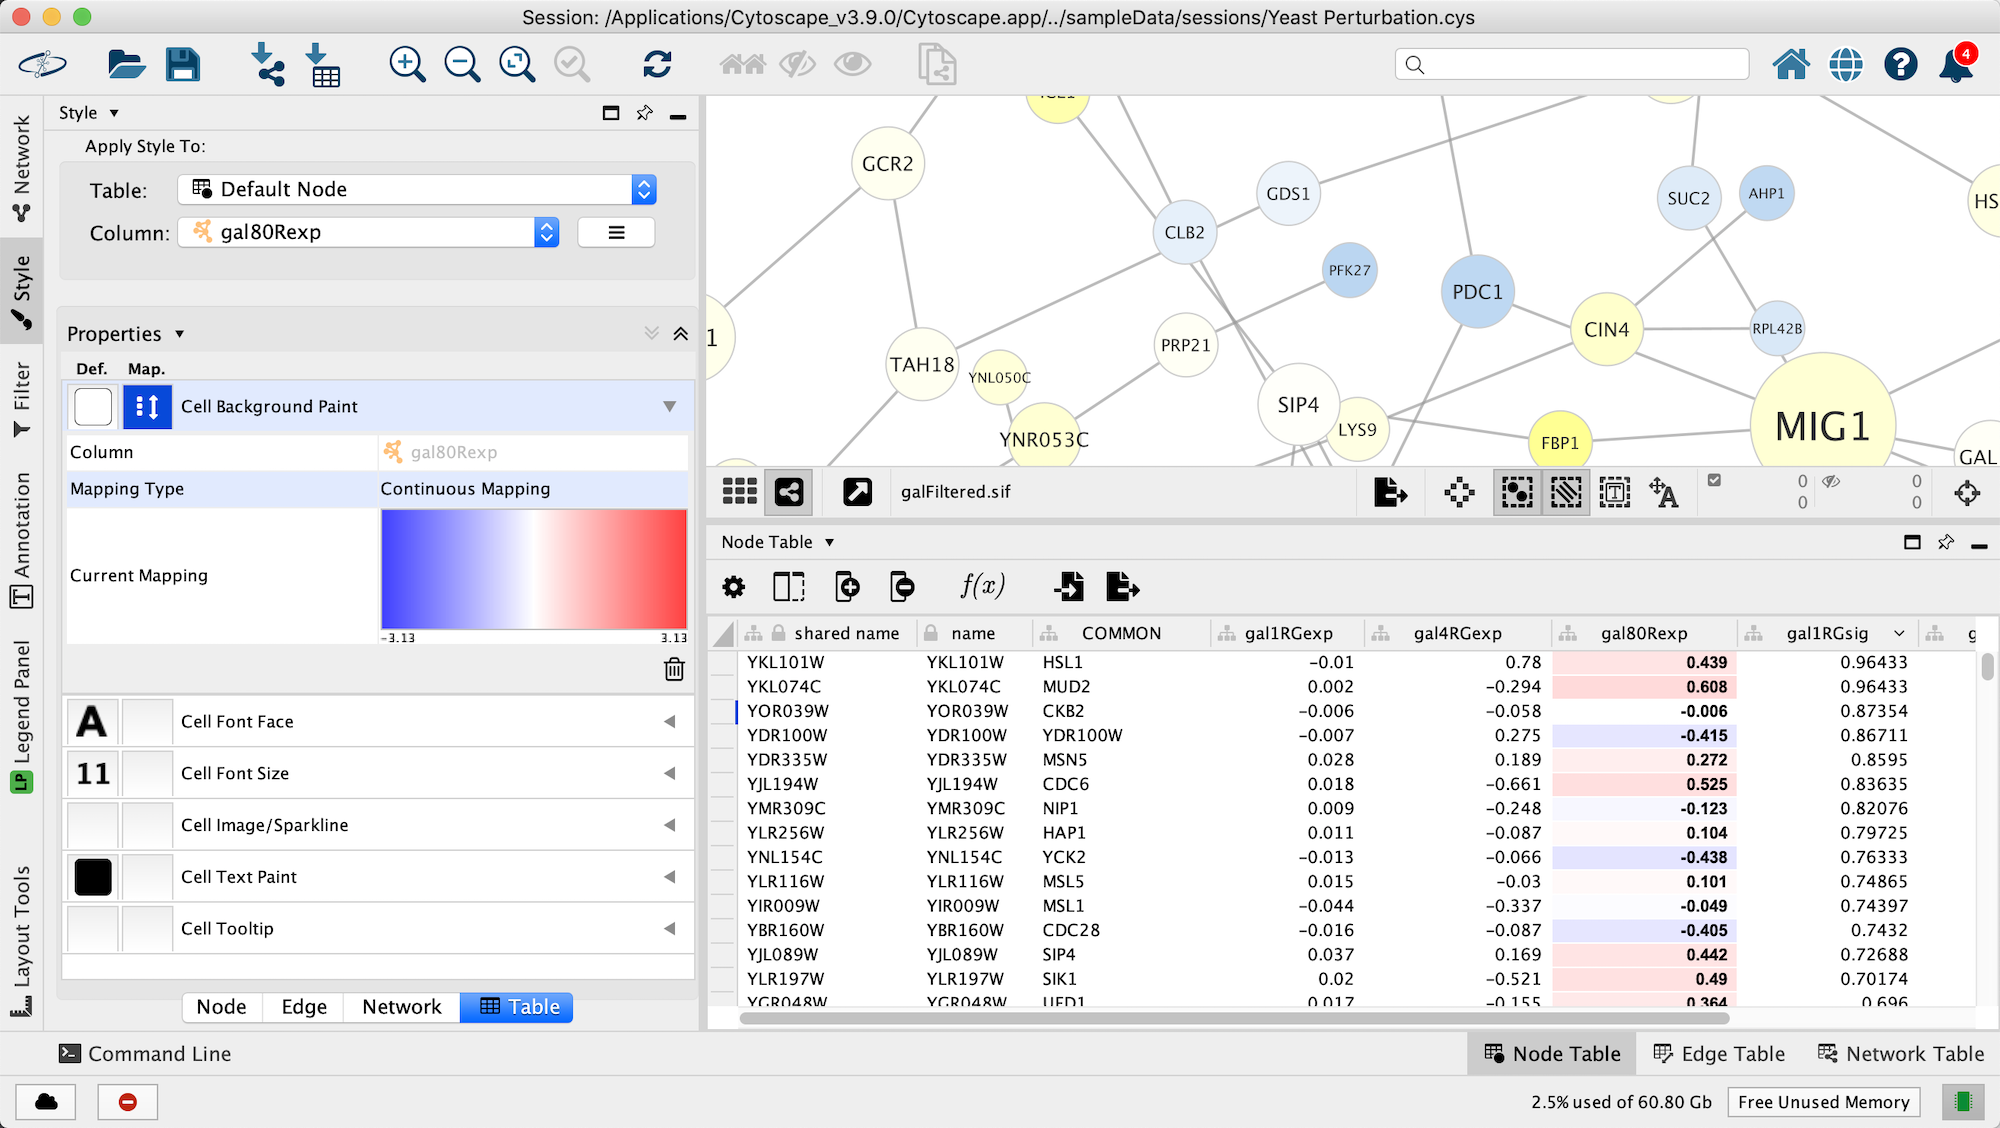 Session: /Applications/Cytoscape_v3.9.0/Cytoscape.app/../sampleData/sessions/Yeast Perturbation.cys
4
Network
Style
Filter
Annotation
LP Legend Panel
Layout Tools
Style
Apply Style To:
Table: Default Node
Column: gal80Rexp
Properties
Def. Map.
Cell Background Paint
Column gal80Rexp
Mapping Type Continuous Mapping
Current Mapping
-3.13 3.13
A Cell Font Face
11 Cell Font Size
Cell Image/Sparkline
Cell Text Paint
Cell Tooltip
Node Edge Network Table
GCR2
GDS1
SUC2
AHP1
HS
CLB2
PFK27
PDC1
1
TAH18
YNL050C
PRP21
CIN4
RPL42B
SIP4
LYS9
YNR053C
FBP1
MIG1
GAL
galFiltered.sif
T
A
0 0
0 0
Node Table
f(x)
shared name name COMMON gal1RGexp gal4RGexp gal80Rexp gal1RGsig g
YKL101W YKL101W HSL1 −0.01 0.78 0.439 0.96433
YKL074C YKL074C MUD2 0.002 −0.294 0.608 0.96433
YOR039W YOR039W CKB2 −0.006 −0.058 -0.006 0.87354
YDR100W YDR100W YDR100W −0.007 0.275 -0.415 0.86711
YDR335W YDR335W MSN5 0.028 0.189 0.272 0.8595
YJL194W YJL194W CDC6 0.018 −0.661 0.525 0.83635
YMR309C YMR309C NIP1 0.009 −0.248 -0.123 0.82076
YLR256W YLR256W HAP1 0.011 −0.087 0.104 0.79725
YNL154C YNL154C YCK2 −0.013 −0.066 -0.438 0.76333
YLR116W YLR116W MSL5 0.015 −0.03 0.101 0.74865
YIR009W YIR009W MSL1 −0.044 −0.337 -0.049 0.74397
YBR160W YBR160W CDC28 −0.016 −0.087 -0.405 0.7432
YJL089W YJL089W SIP4 0.037 0.169 0.442 0.72688
YLR197W YLR197W SIK1 0.02 −0.521 0.49 0.70174
YGR048W YGR048W UFD1 0.017 −0.155 0.364 0.696
Command Line
Node Table Edge Table Network Table
2.5% used of 60.80 Gb Free Unused Memory